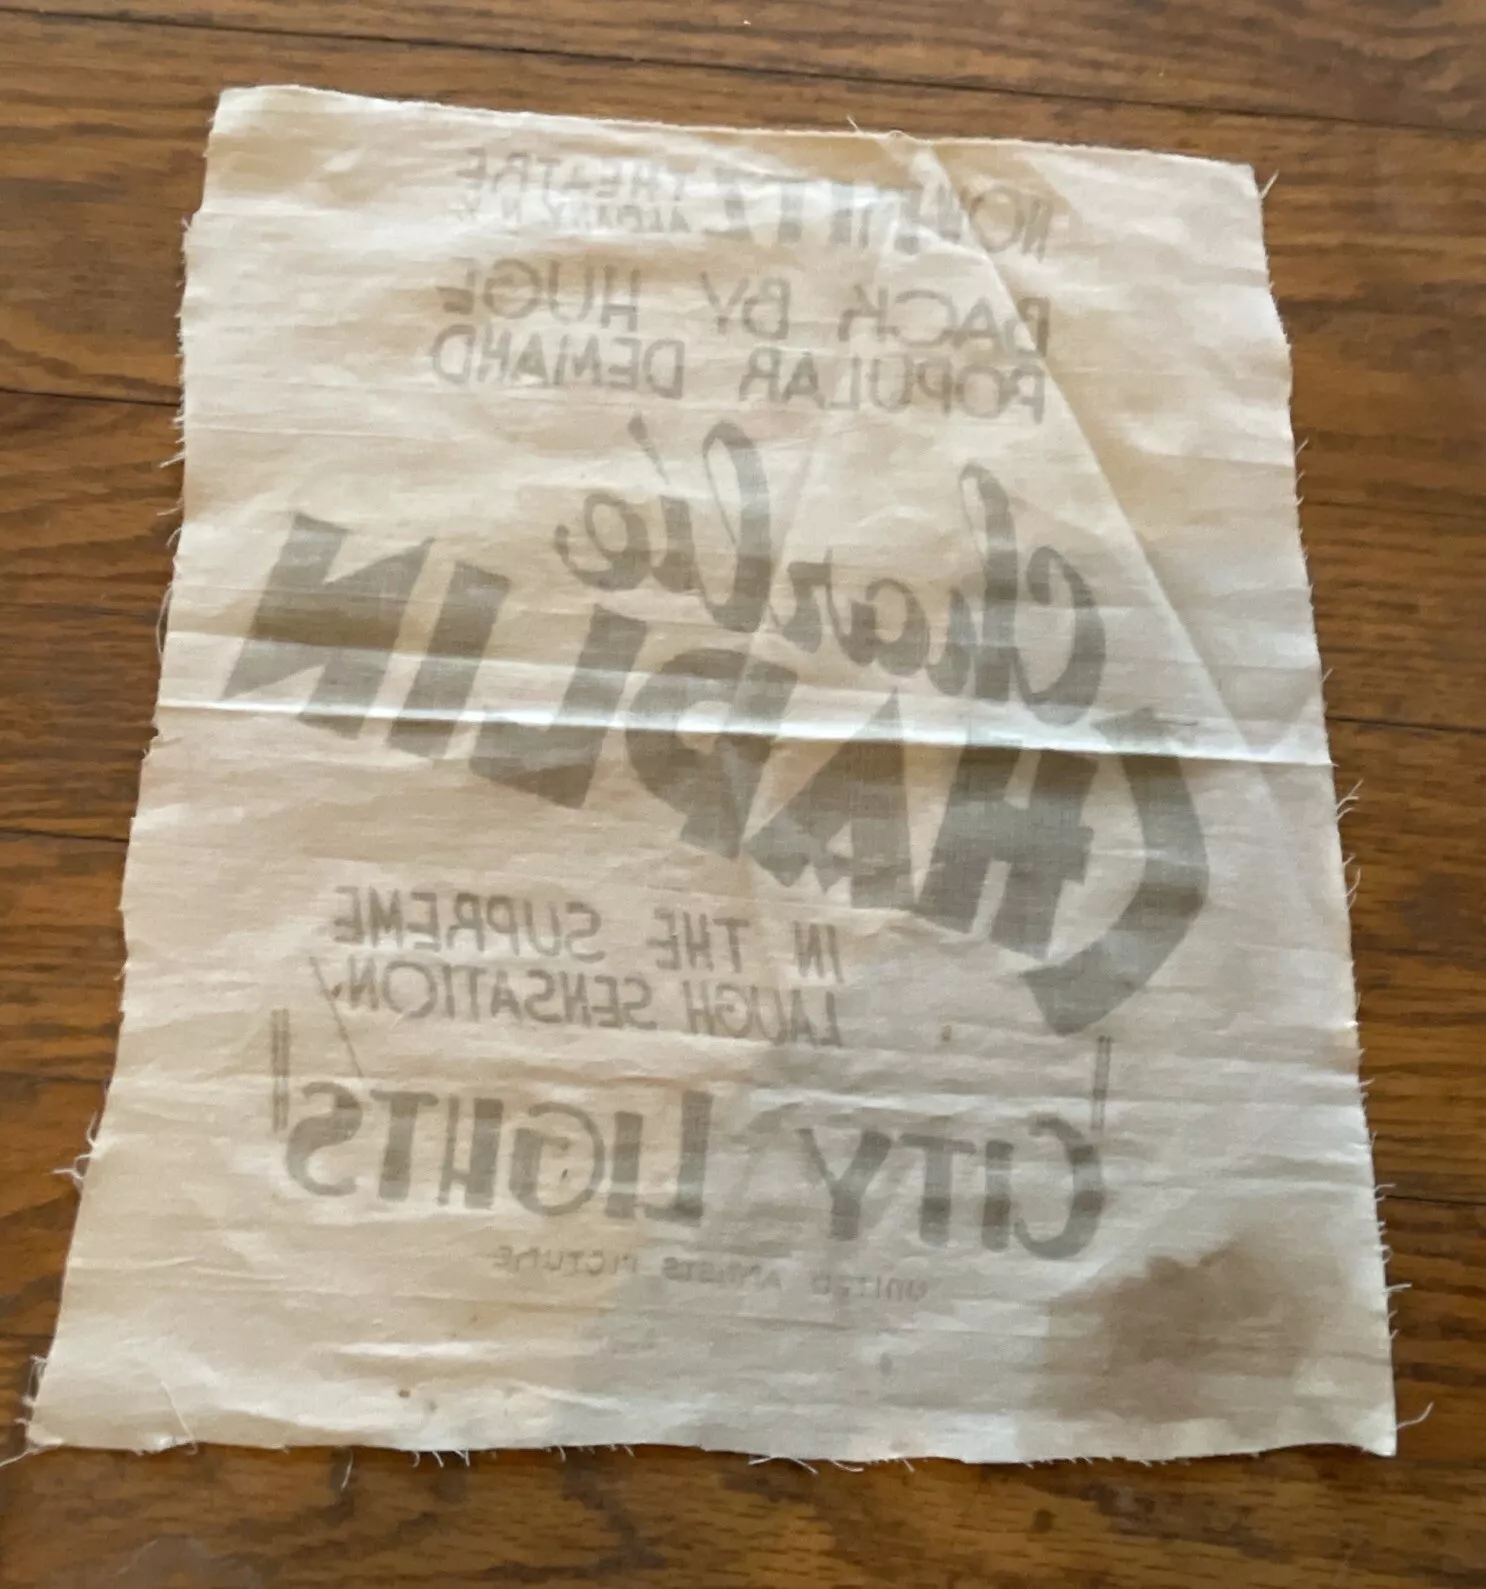 NOW RITZ THEATRE
ALBANY N.Y.
BACK BY HUGE
POPULAR DEMAND
Charlie
CHAPLIN
IN THE SUPREME
LAUGH SENSATION!
CITY LIGHTS
UNITED ARTISTS PICTURE